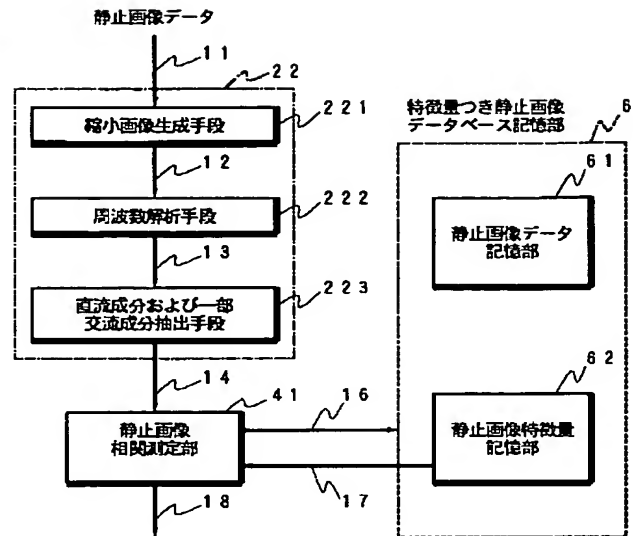 静止画像データ
11
22
縮小画像生成手段
221
12
周波数解析手段
222
13
直流成分および一部
交流成分抽出手段
223
14
静止画像
相関測定部
41
16
17
18
特徴量つき静止画像
データベース記憶部
6
61
静止画像データ
記憶部
62
静止画像特徴量
記憶部